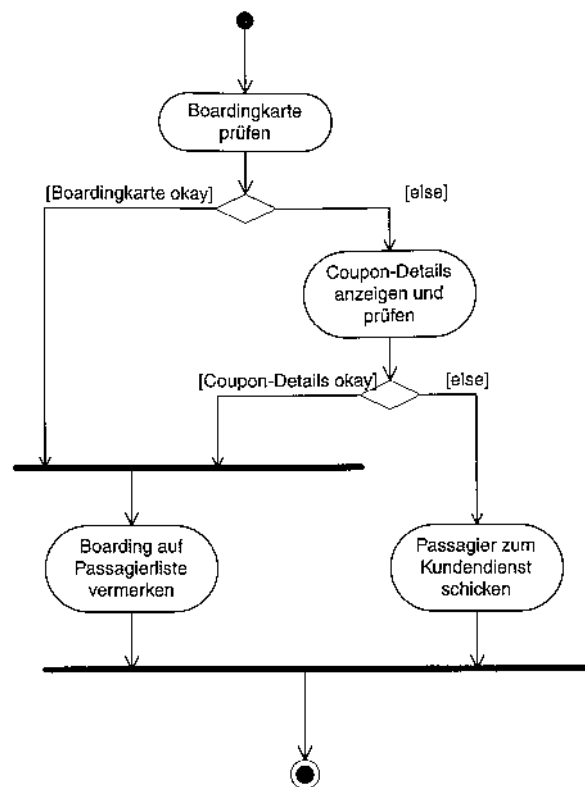 Boardingkarte
prüfen
[Boardingkarte okay]
[else]
Coupon-Details
anzeigen und
prüfen
[Coupon-Details okay]
[else]
Boarding auf
Passagierliste
vermerken
Passagier zum
Kundendienst
schicken